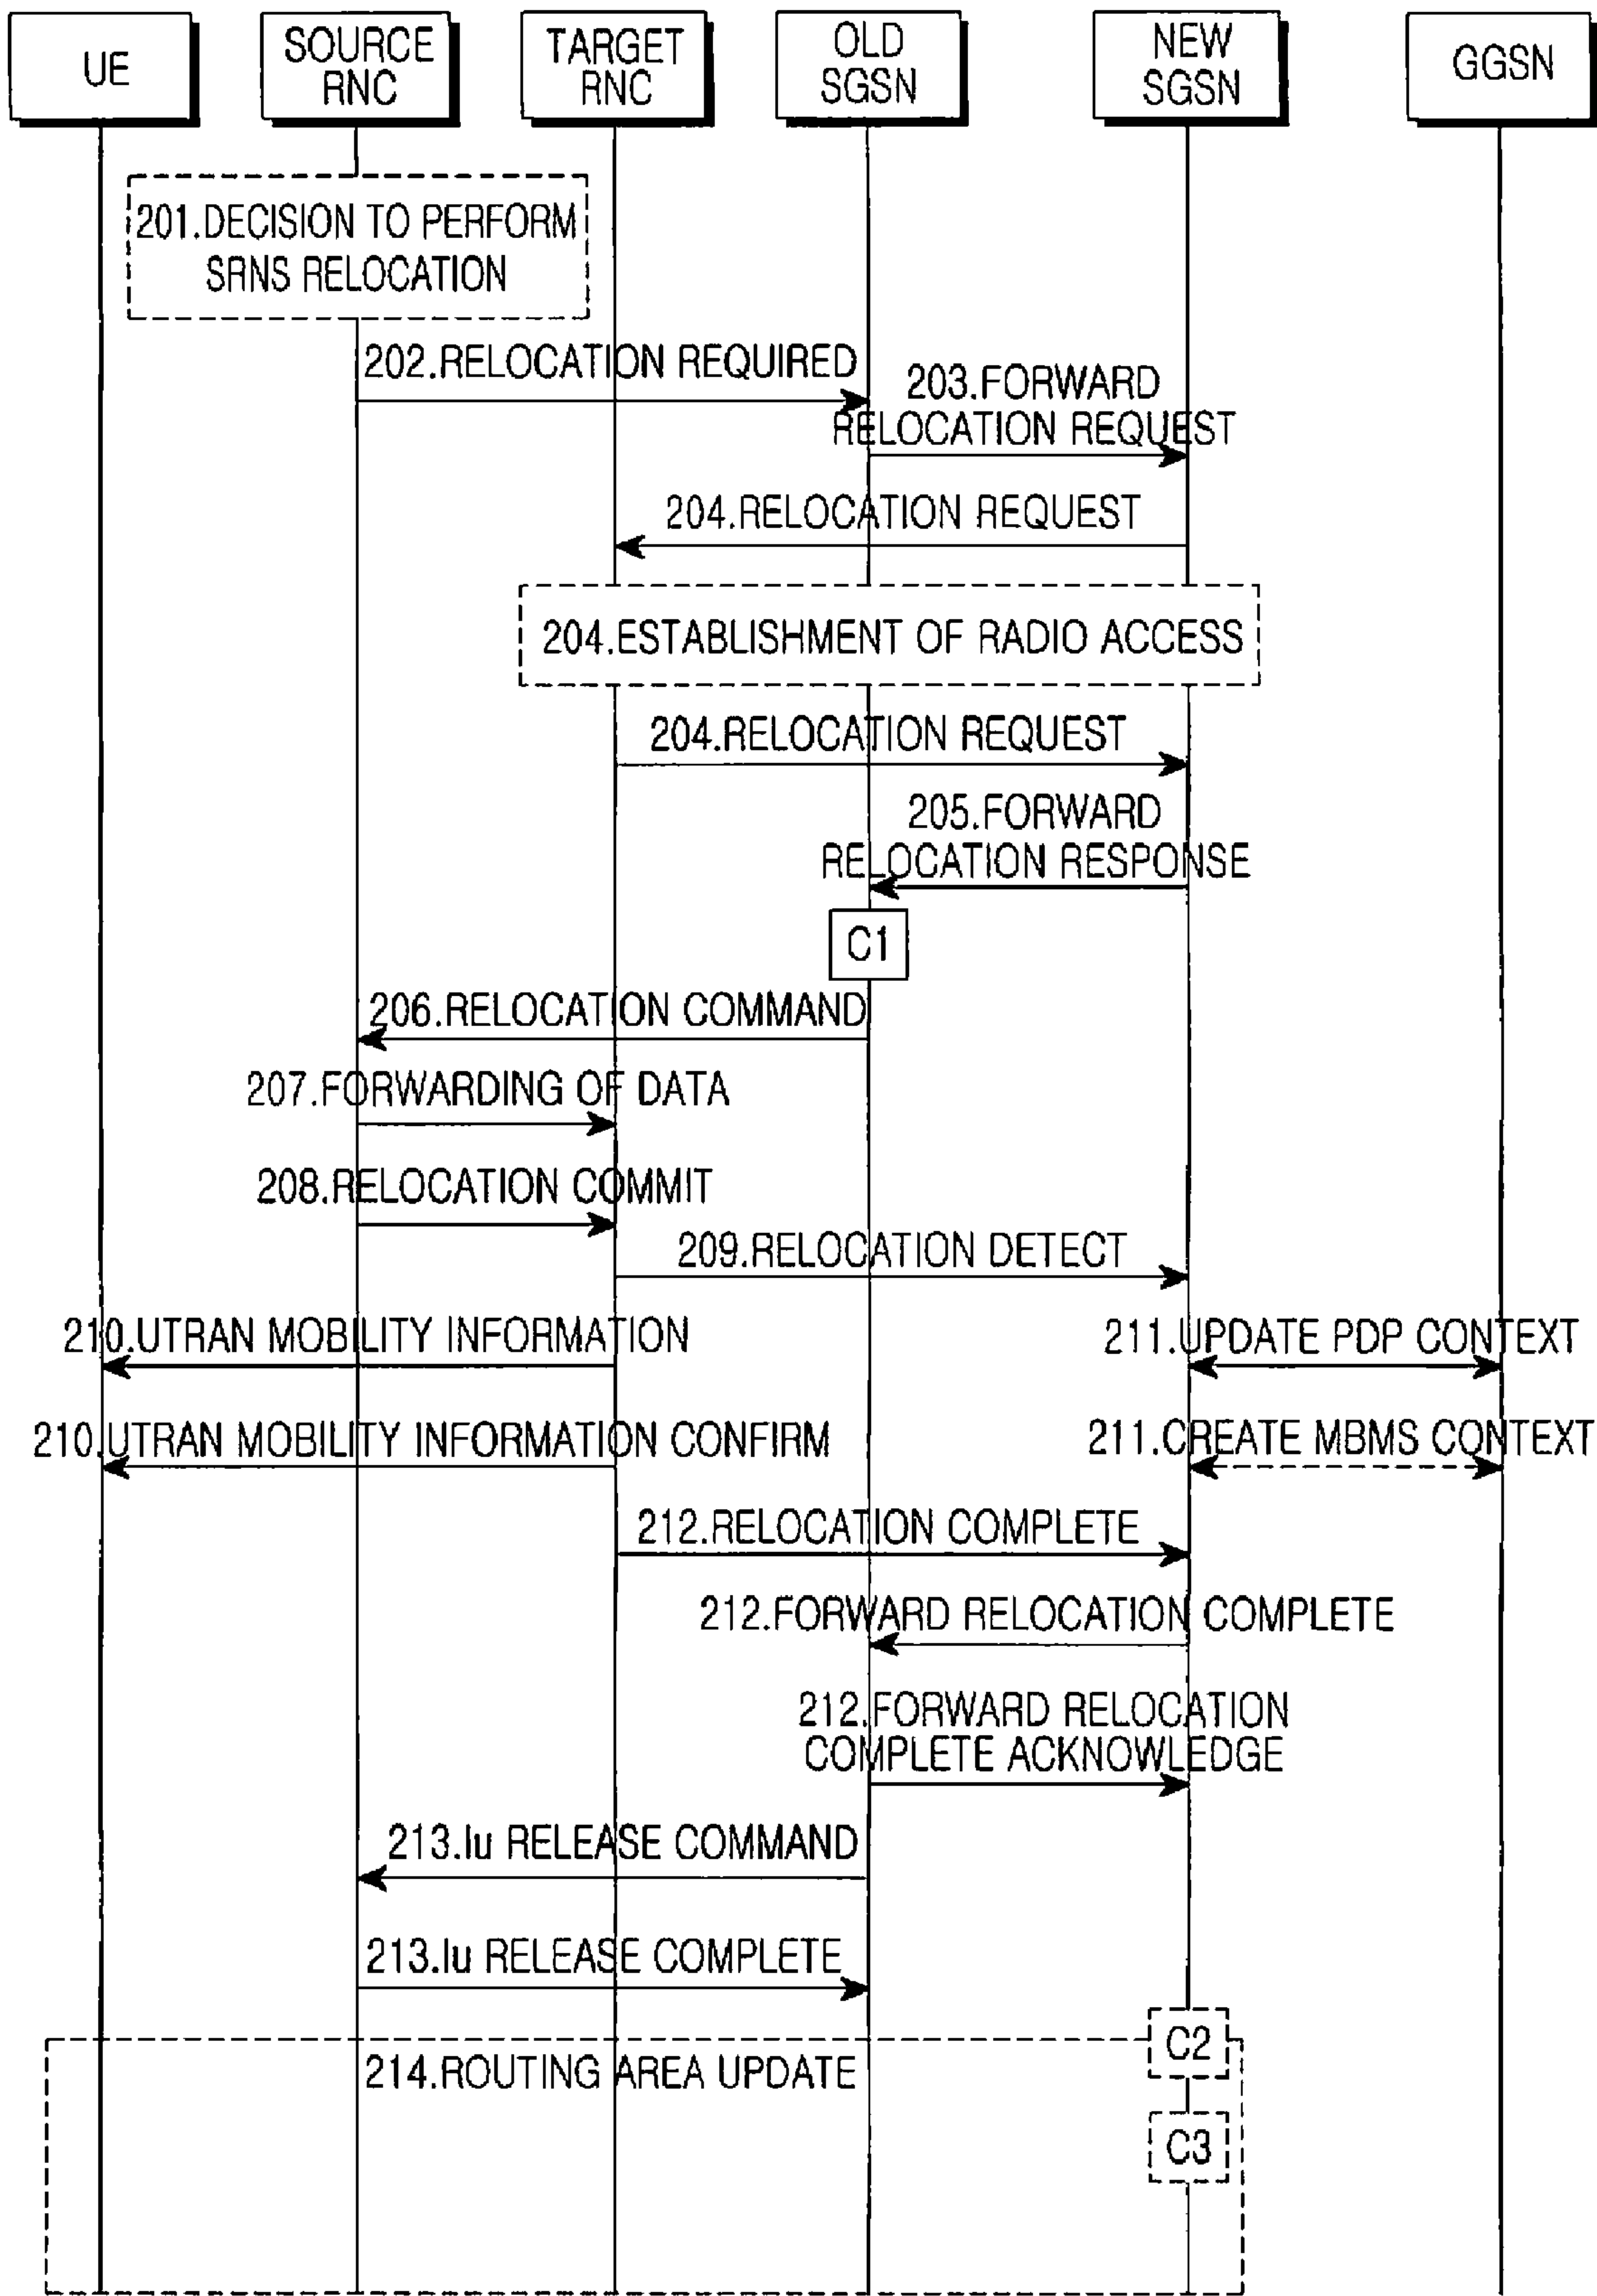 UE
SOURCE
RNC
TARGET
RNC
OLD
SGSN
NEW
SGSN
GGSN
201.DECISION TO PERFORM
SRNS RELOCATION
202.RELOCATION REQUIRED
203.FORWARD
RELOCATION REQUEST
204.RELOCATION REQUEST
204.ESTABLISHMENT OF RADIO ACCESS
204.RELOCATION REQUEST
205.FORWARD
RELOCATION RESPONSE
C1
206.RELOCATION COMMAND
207.FORWARDING OF DATA
208.RELOCATION COMMIT
209.RELOCATION DETECT
210.UTRAN MOBILITY INFORMATION
211.UPDATE PDP CONTEXT
210.UTRAN MOBILITY INFORMATION CONFIRM
211.CREATE MBMS CONTEXT
212.RELOCATION COMPLETE
212.FORWARD RELOCATION COMPLETE
212.FORWARD RELOCATION
COMPLETE ACKNOWLEDGE
213.Iu RELEASE COMMAND
213.Iu RELEASE COMPLETE
C2
214.ROUTING AREA UPDATE
C3